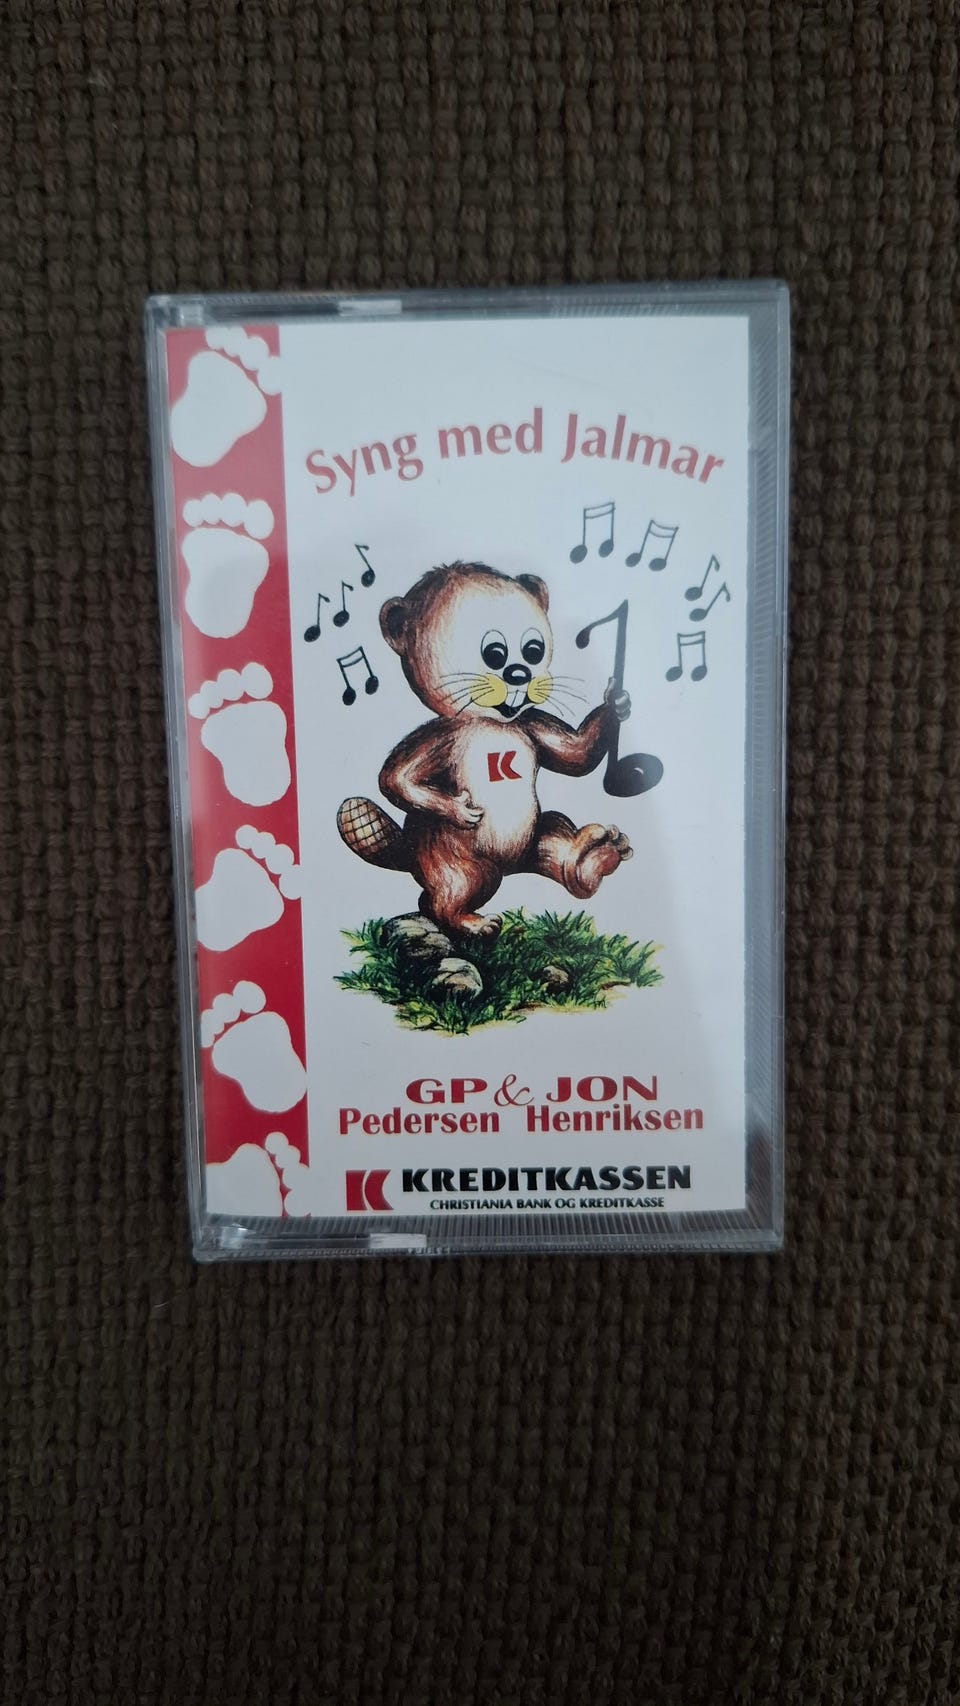 Syng med Jalmar
K
GP & JON
Pedersen Henriksen
K KREDITKASSEN
CHRISTIANIA BANK OG KREDITKASSE